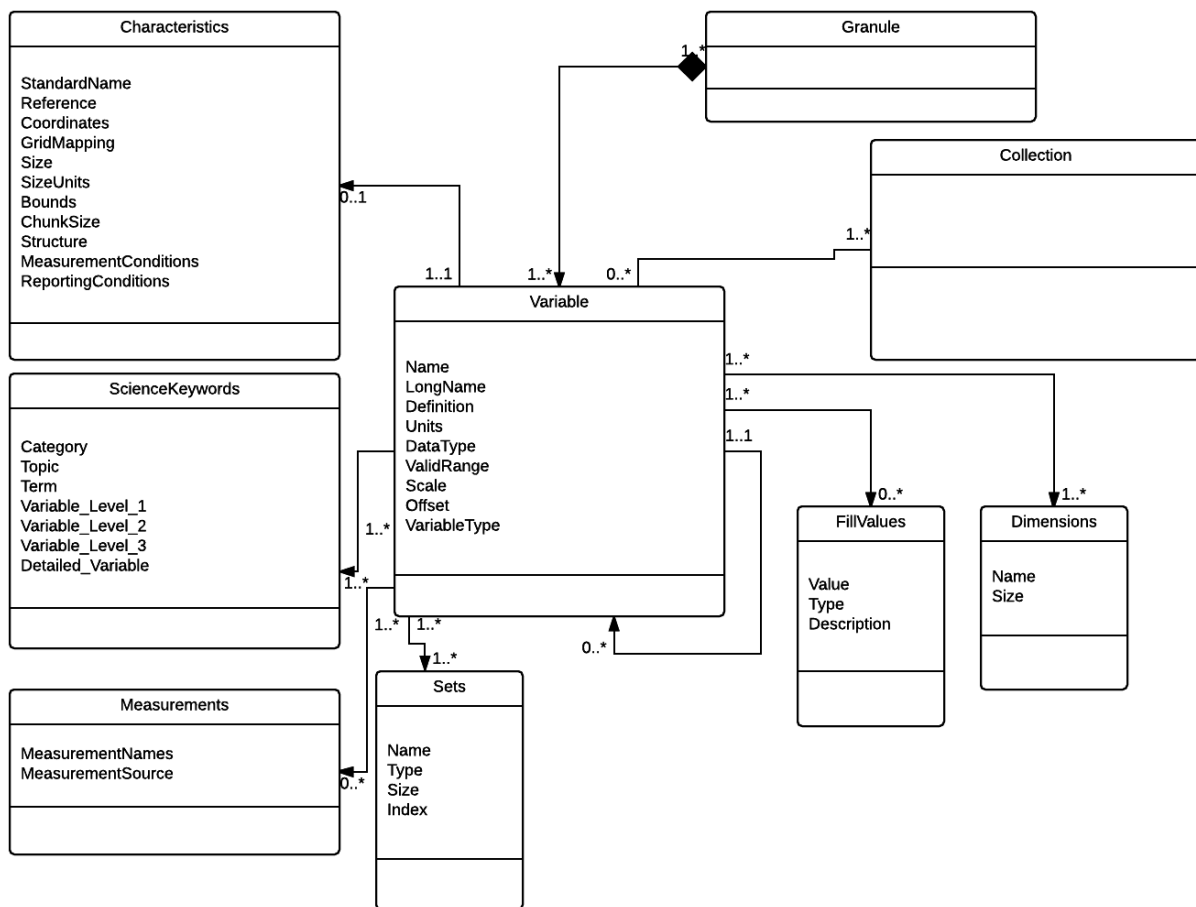 Characteristics
StandardName
Reference
Coordinates
GridMapping
Size
SizeUnits
Bounds
ChunkSize
Structure
MeasurementConditions
ReportingConditions
0..1
1..1
Granule
1..*
1..*
Collection
1..*
0..*
Variable
Name
LongName
Definition
Units
DataType
ValidRange
Scale
Offset
VariableType
1..*
1..*
1..1
0..*
ScienceKeywords
Category
Topic
Term
Variable_Level_1
Variable_Level_2
Variable_Level_3
Detailed_Variable
1..*
1..*
0..*
FillValues
Value
Type
Description
1..*
Dimensions
Name
Size
1..*
1..*
1..*
Sets
Name
Type
Size
Index
Measurements
MeasurementNames
MeasurementSource
0..*